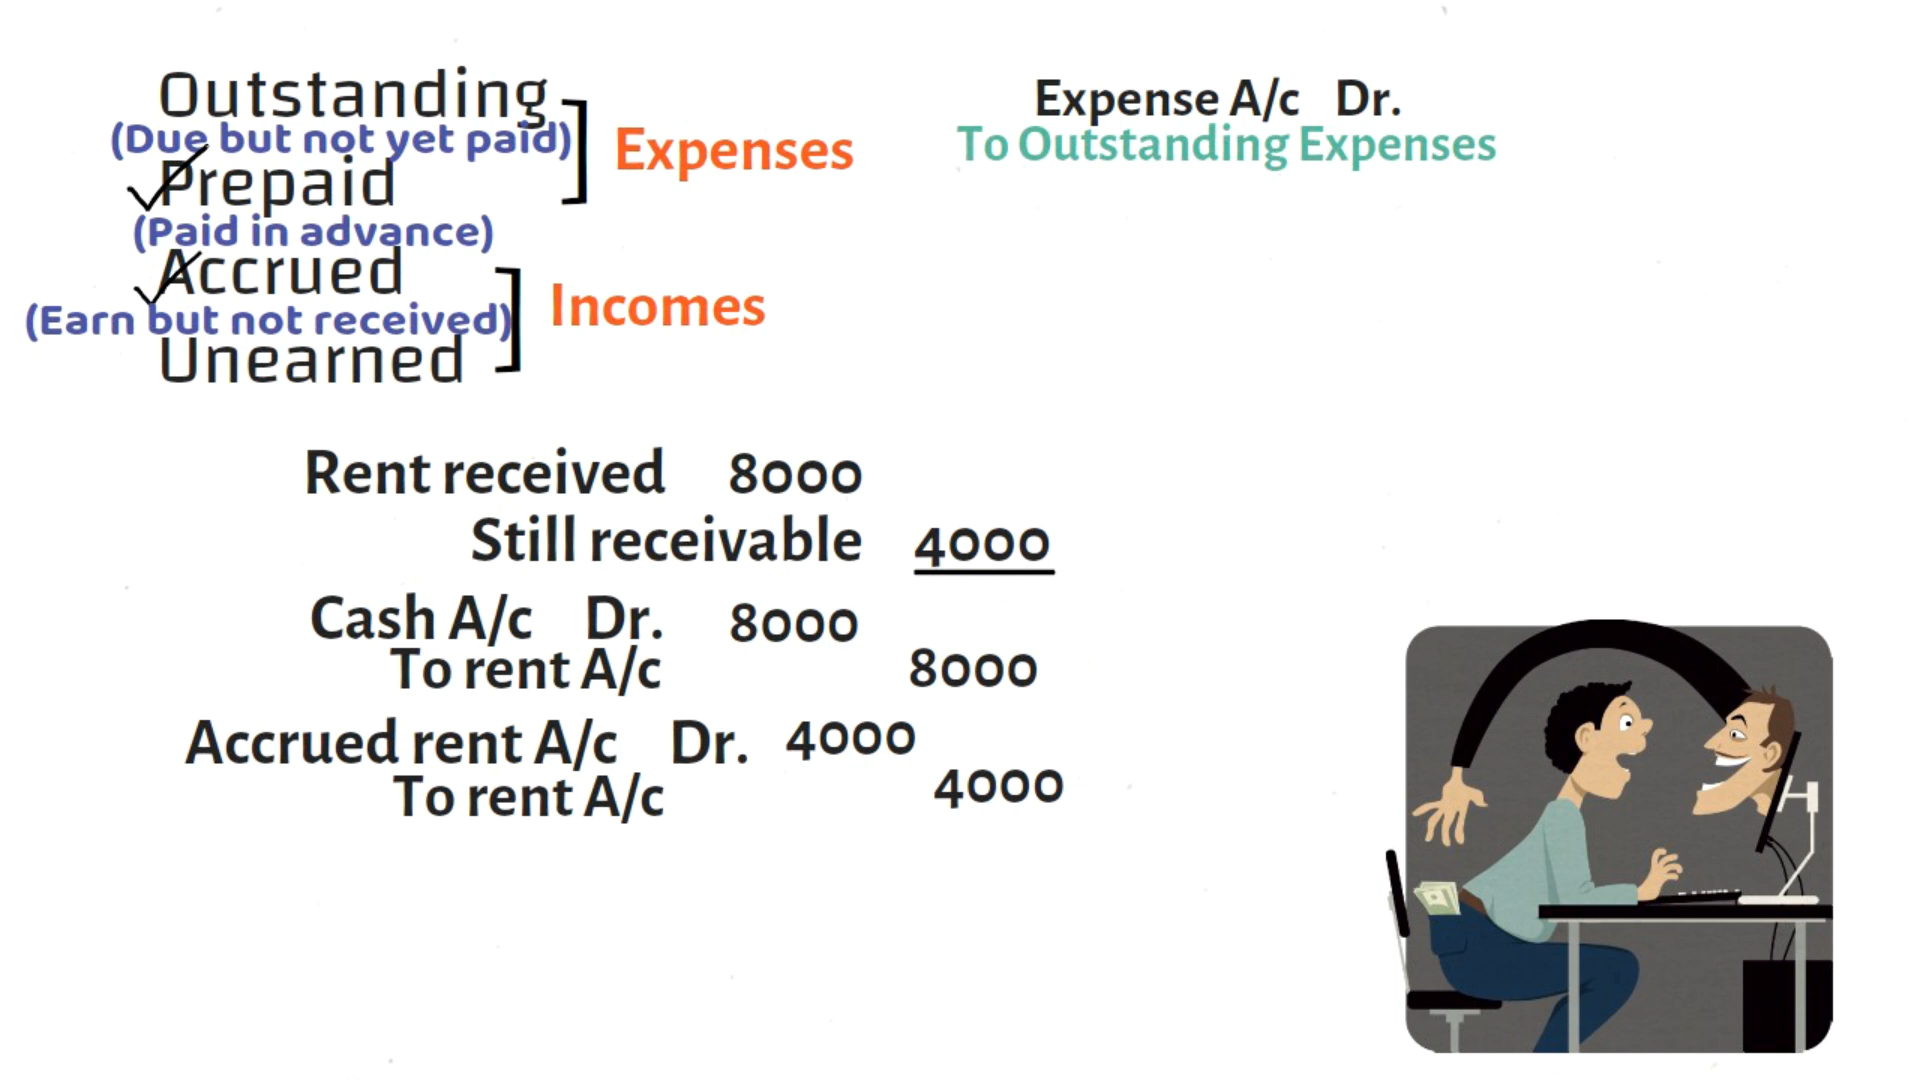 Outstanding
(Due but not yet paid)
Prepaid
(Paid in advance)
Expenses
Accrued
(Earn but not received)
Unearned
Incomes
Expense A/c Dr.
To Outstanding Expenses
Rent received 8000
Still receivable 4000
Cash A/c Dr. 8000
To rent A/c 8000
Accrued rent A/c Dr. 4000
To rent A/c 4000